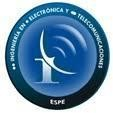 INGENIERÍA EN ELECTRÓNICA Y TELECOMUNICACIONES
ESPE